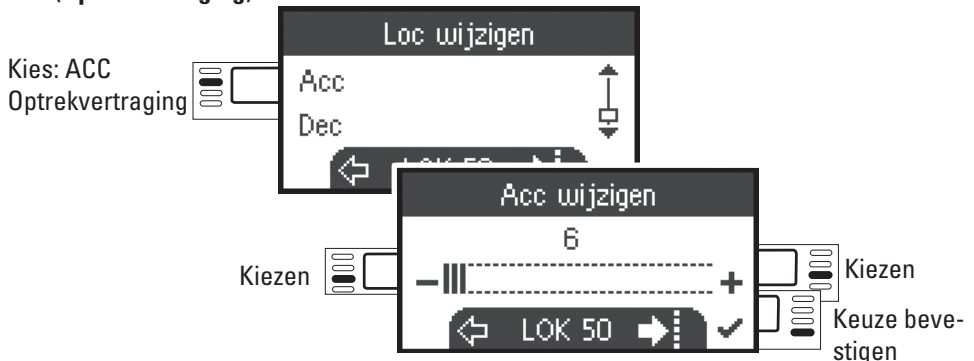 Loc wijzigen
Kies: ACC
Optrekvertraging
Acc
Dec
Acc wijzigen
6
Kiezen
Kiezen
LOK 50
Keuze beve-
stigen